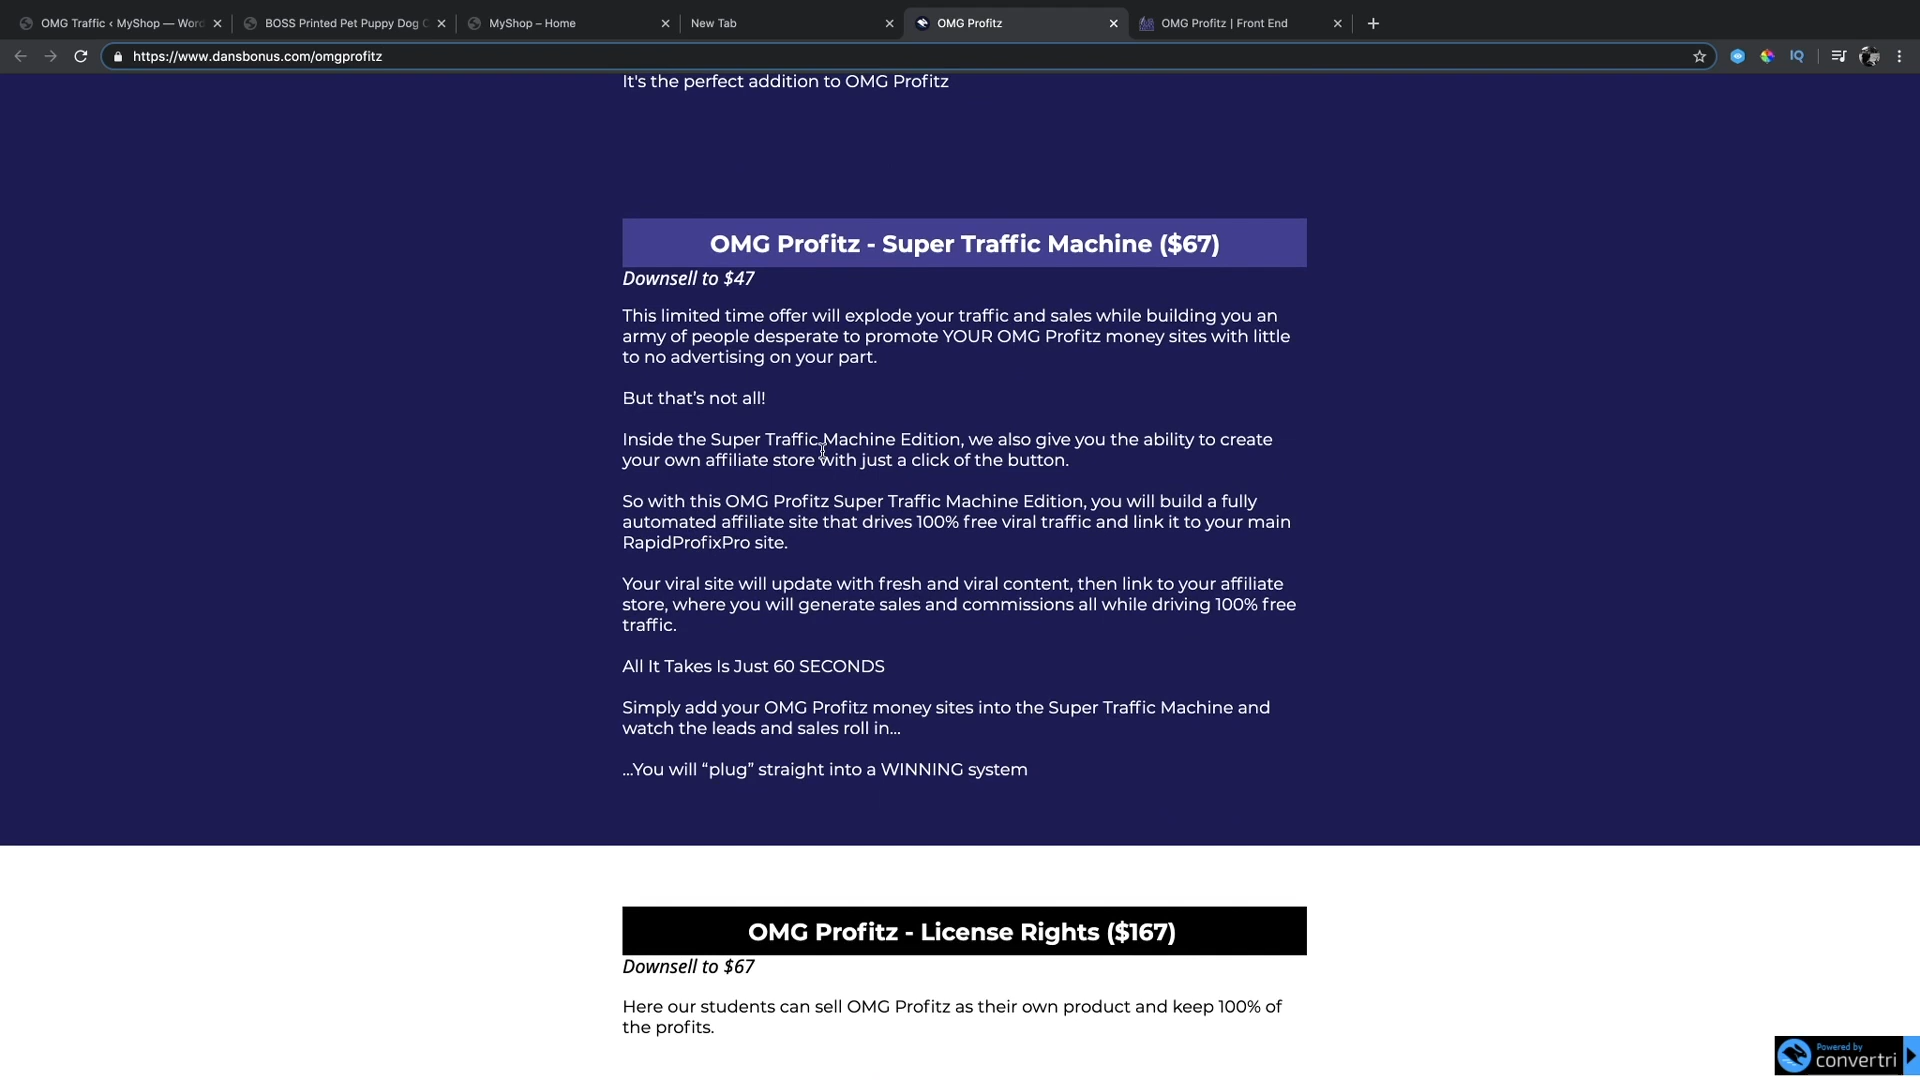 OMG Traffic ‹ MyShop — Word
BOSS Printed Pet Puppy Dog C
MyShop – Home
New Tab
OMG Profitz
OMG Profitz | Front End
https://www.dansbonus.com/omgprofitz
IQ
It's the perfect addition to OMG Profitz
OMG Profitz - Super Traffic Machine ($67)
Downsell to $47
This limited time offer will explode your traffic and sales while building you an
army of people desperate to promote YOUR OMG Profitz money sites with little
to no advertising on your part.
But that’s not all!
Inside the Super Traffic Machine Edition, we also give you the ability to create
your own affiliate store with just a click of the button.
So with this OMG Profitz Super Traffic Machine Edition, you will build a fully
automated affiliate site that drives 100% free viral traffic and link it to your main
RapidProfixPro site.
Your viral site will update with fresh and viral content, then link to your affiliate
store, where you will generate sales and commissions all while driving 100% free
traffic.
All It Takes Is Just 60 SECONDS
Simply add your OMG Profitz money sites into the Super Traffic Machine and
watch the leads and sales roll in...
...You will “plug” straight into a WINNING system
OMG Profitz - License Rights ($167)
Downsell to $67
Here our students can sell OMG Profitz as their own product and keep 100% of
the profits.
Powered by
convertri